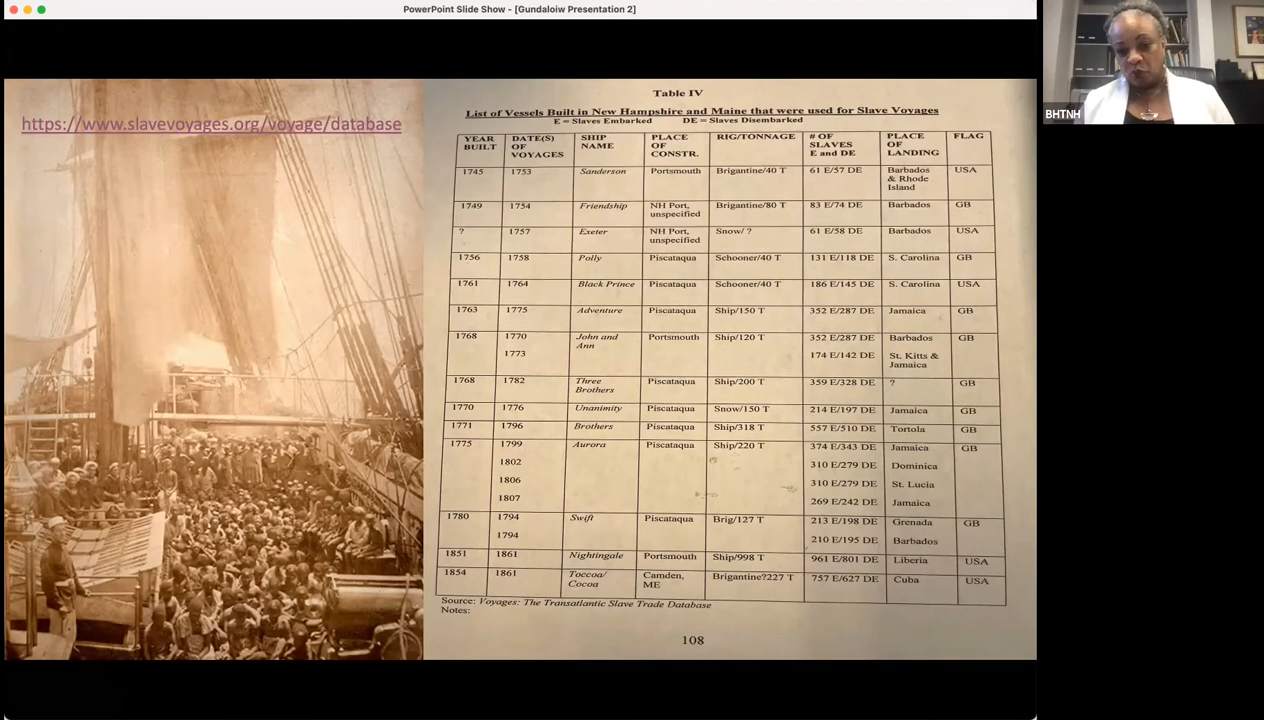 PowerPoint Slide Show - [Gundaloiw Presentation 2]
BHTNH
https://www.slavevoyages.org/voyage/database
Table IV
List of Vessels Built in New Hampshire and Maine that were used for Slave Voyages
E = Slaves Embarked DE = Slaves Disembarked
YEAR BUILT DATE(S) OF VOYAGES SHIP NAME PLACE OF CONSTR. RIG/TONNAGE # OF SLAVES E and DE PLACE OF LANDING FLAG
1745 1753 Sanderson Portsmouth Brigantine/40 T 61 E/57 DE Barbados & Rhode Island USA
1749 1754 Friendship NH Port, unspecified Brigantine/80 T 83 E/74 DE Barbados GB
? 1757 Exeter NH Port, unspecified Snow/ ? 61 E/58 DE Barbados USA
1756 1758 Polly Piscataqua Schooner/40 T 131 E/118 DE S. Carolina GB
1761 1764 Black Prince Piscataqua Schooner/40 T 186 E/145 DE S. Carolina USA
1763 1775 Adventure Piscataqua Ship/150 T 352 E/287 DE Jamaica GB
1768 1770 John and Ann Portsmouth Ship/120 T 352 E/287 DE Barbados GB
1773 174 E/142 DE St. Kitts & Jamaica
1768 1782 Three Brothers Piscataqua Ship/200 T 359 E/328 DE ? GB
1770 1776 Unanimity Piscataqua Snow/150 T 214 E/197 DE Jamaica GB
1771 1796 Brothers Piscataqua Ship/318 T 557 E/510 DE Tortola GB
1775 1799 Aurora Piscataqua Ship/220 T 374 E/343 DE Jamaica GB
1802 310 E/279 DE Dominica
1806 310 E/279 DE St. Lucia
1807 269 E/242 DE Jamaica
1780 1794 Swift Piscataqua Brig/127 T 213 E/198 DE Grenada GB
1794 210 E/195 DE Barbados
1851 1861 Nightingale Portsmouth Ship/998 T 961 E/801 DE Liberia USA
1854 1861 Toccoa/ Cocoa Camden, ME Brigantine?227 T 757 E/627 DE Cuba USA
Source: Voyages: The Transatlantic Slave Trade Database
Notes:
108